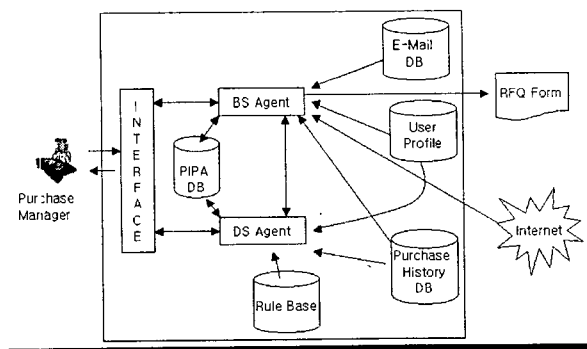 E-Mail
DB
RFQ Form
INTERFACE
BS Agent
User
Profile
PIPA
DB
Purchase
Manager
DS Agent
Internet
Purchase
History
DB
Rule Base